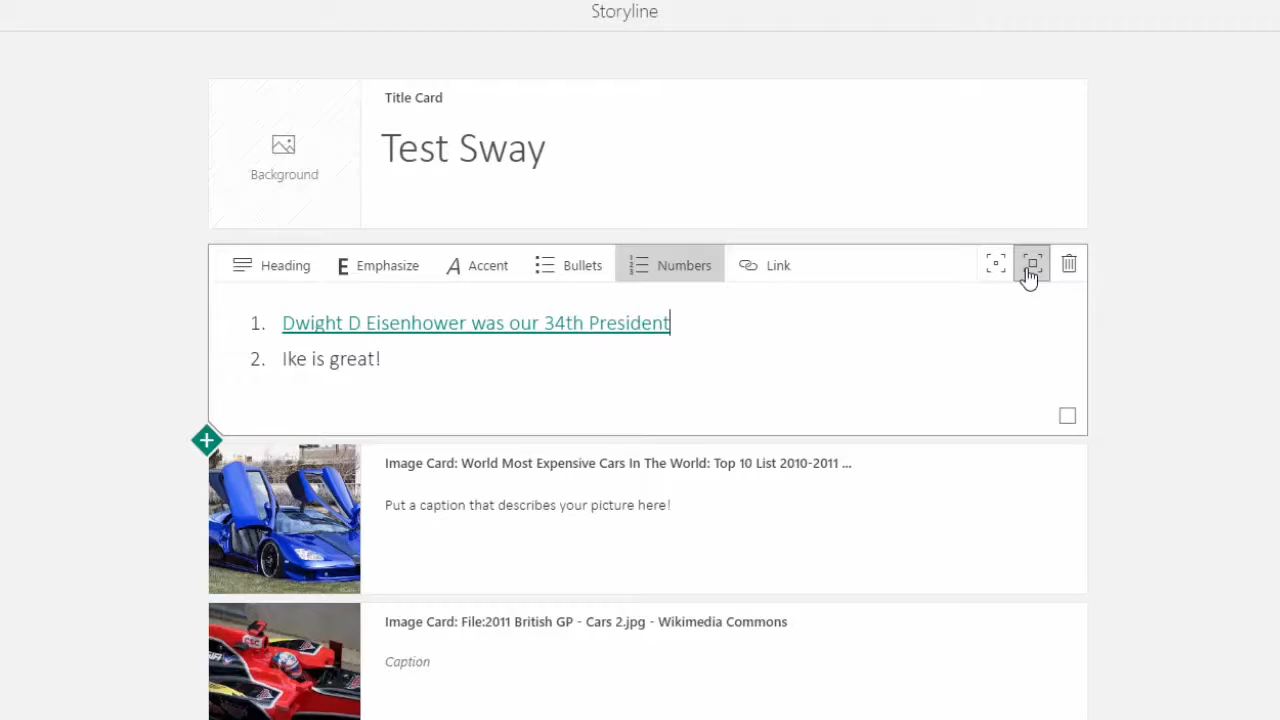 Storyline
Title Card
Test Sway
Background
Heading Emphasize Accent Bullets Numbers Link
1. Dwight D Eisenhower was our 34th President
2. Ike is great!
Image Card: World Most Expensive Cars In The World: Top 10 List 2010-2011 ...
Put a caption that describes your picture here!
Image Card: File:2011 British GP - Cars 2.jpg - Wikimedia Commons
Caption